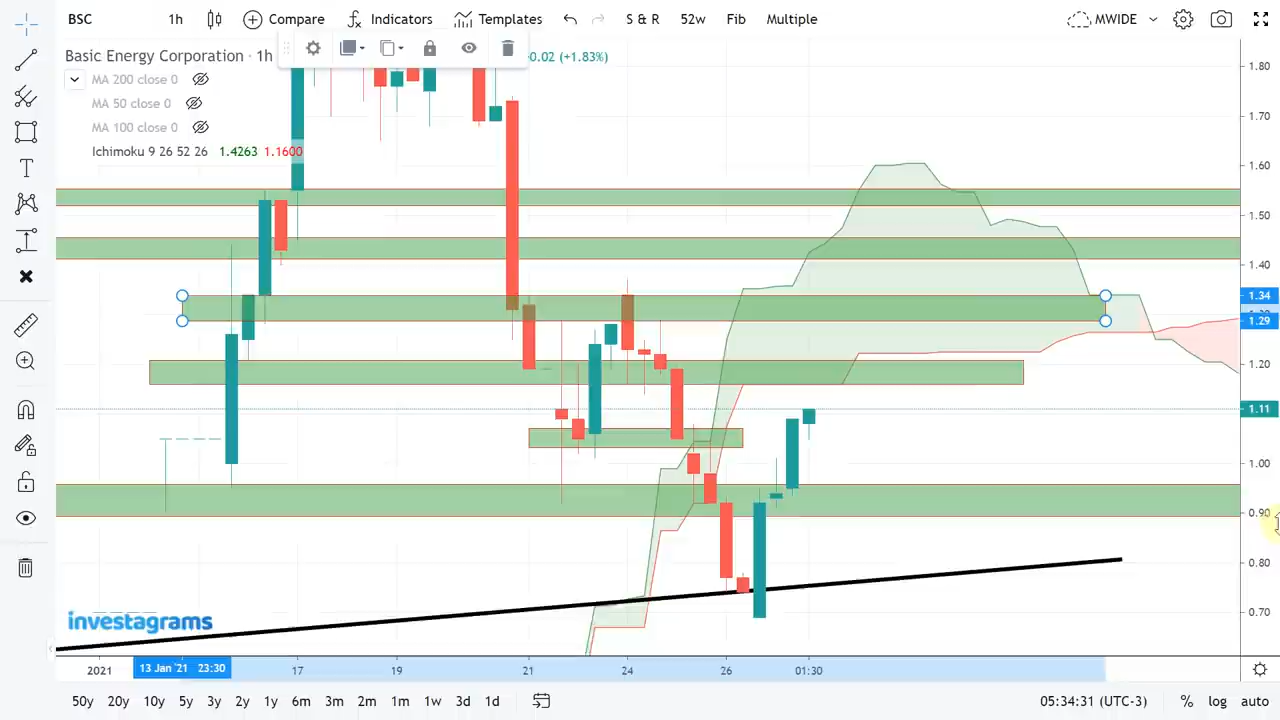 BSC 1h Compare Indicators Templates S & R 52w Fib Multiple MWIDE
Basic Energy Corporation · 1h 0.02 (+1.83%)
MA 200 close 0
MA 50 close 0
MA 100 close 0
Ichimoku 9 26 52 26 1.4263 1.1600
1.80
1.70
1.60
1.50
1.40
1.34
1.29
1.20
1.11
1.00
0.90
0.80
0.70
investagrams
2021 13 Jan '21 23:30 17 19 21 24 26 01:30
50y 20y 10y 5y 3y 2y 1y 6m 3m 2m 1m 1w 3d 1d 05:34:31 (UTC-3) % log auto